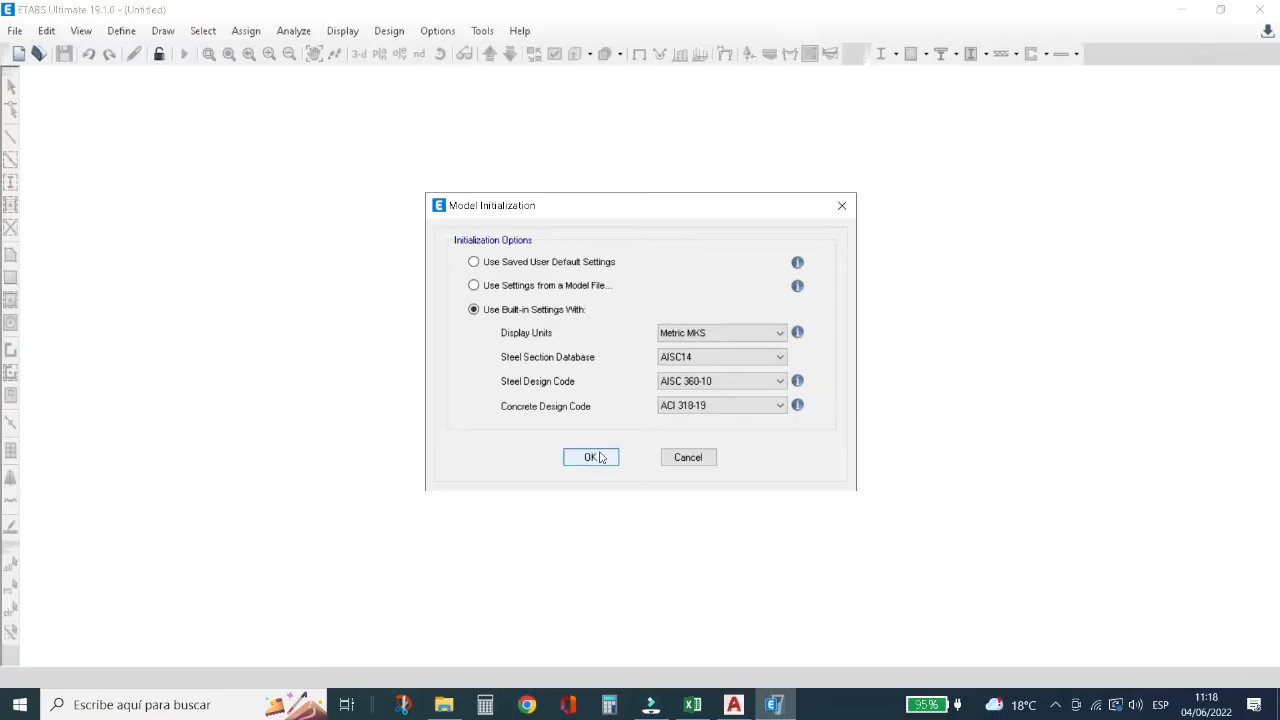 ETABS Ultimate 19.1.0 - (Untitled)
File Edit View Define Draw Select Assign Analyze Display Design Options Tools Help
3-d nd
Model Initialization
Initialization Options
Use Saved User Default Settings
Use Settings from a Model File...
Use Built-in Settings With:
Display Units Metric MKS
Steel Section Database AISC14
Steel Design Code AISC 360-10
Concrete Design Code ACI 318-19
OK Cancel
Escribe aquí para buscar
95% 18°C ESP 11:18
04/06/2022